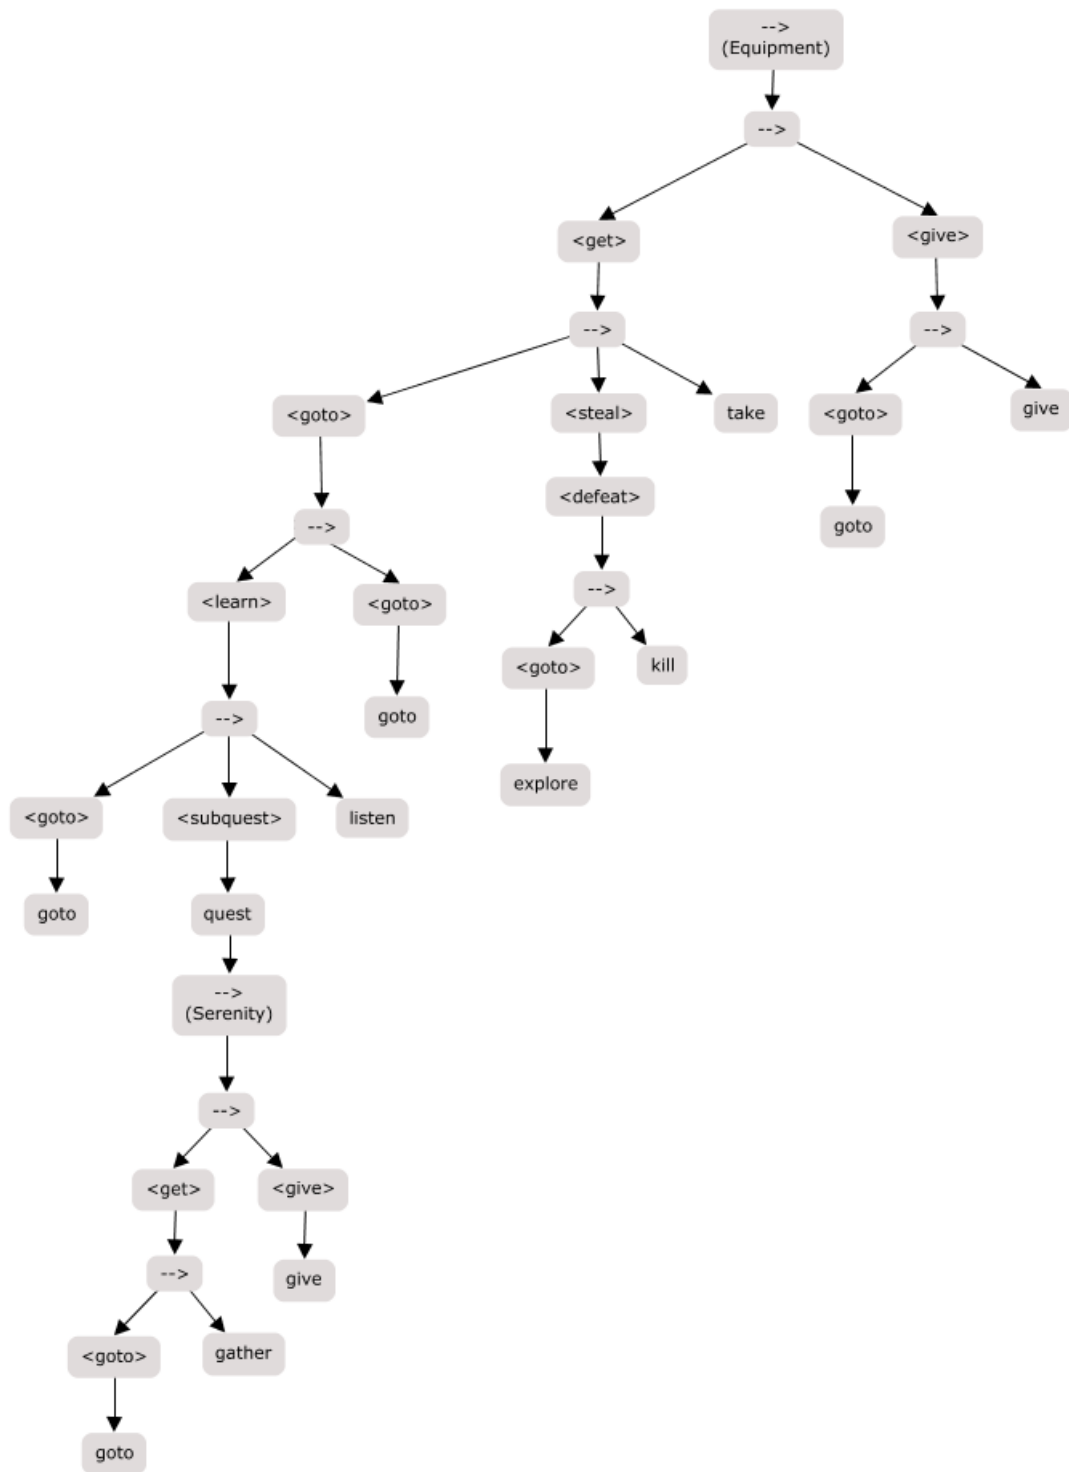 -->
(Equipment)
-->
<get>
<give>
-->
-->
<goto>
<steal>
take
<goto>
give
<defeat>
-->
goto
-->
<learn>
<goto>
<goto>
kill
-->
goto
explore
<goto>
<subquest>
listen
goto
quest
-->
(Serenity)
-->
<get>
<give>
-->
give
<goto>
gather
goto